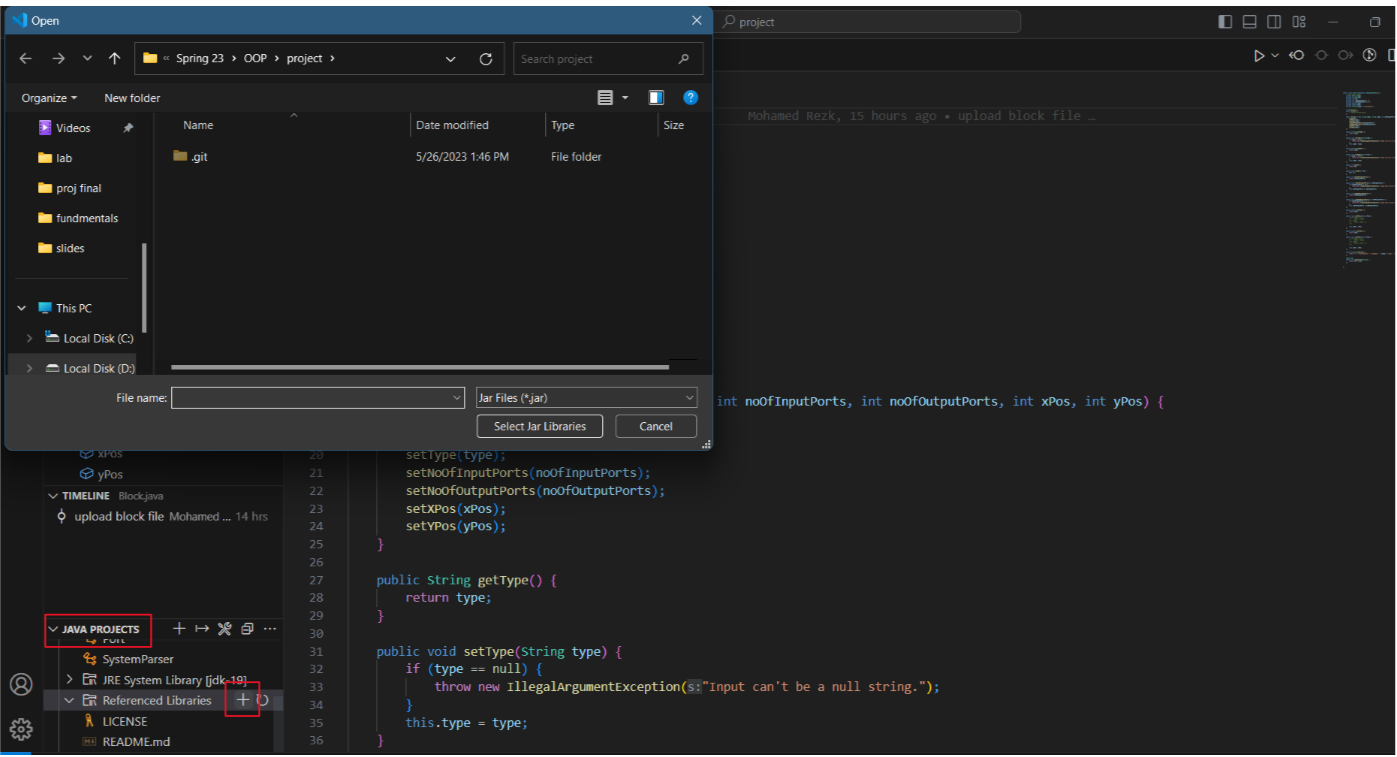 Open
project
« Spring 23 > OOP > project >
Search project
Organize
New folder
Videos
lab
proj final
fundmentals
slides
This PC
Local Disk (C:)
Local Disk (D:)
Name
Date modified
Type
Size
.git
5/26/2023 1:46 PM
File folder
File name:
Jar Files (*.jar)
Select Jar Libraries
Cancel
Mohamed Rezk, 15 hours ago • upload block file …
int noOfInputPorts, int noOfOutputPorts, int xPos, int yPos) {
xPos
yPos
TIMELINE Block.java
upload block file Mohamed ... 14 hrs
JAVA PROJECTS
Port
SystemParser
JRE System Library [jdk-19]
Referenced Libraries
LICENSE
README.md
20 setType(type);
21 setNoOfInputPorts(noOfInputPorts);
22 setNoOfOutputPorts(noOfOutputPorts);
23 setXPos(xPos);
24 setYPos(yPos);
25 }
26
27 public String getType() {
28 return type;
29 }
30
31 public void setType(String type) {
32 if (type == null) {
33 throw new IllegalArgumentException(s:"Input can't be a null string.");
34 }
35 this.type = type;
36 }